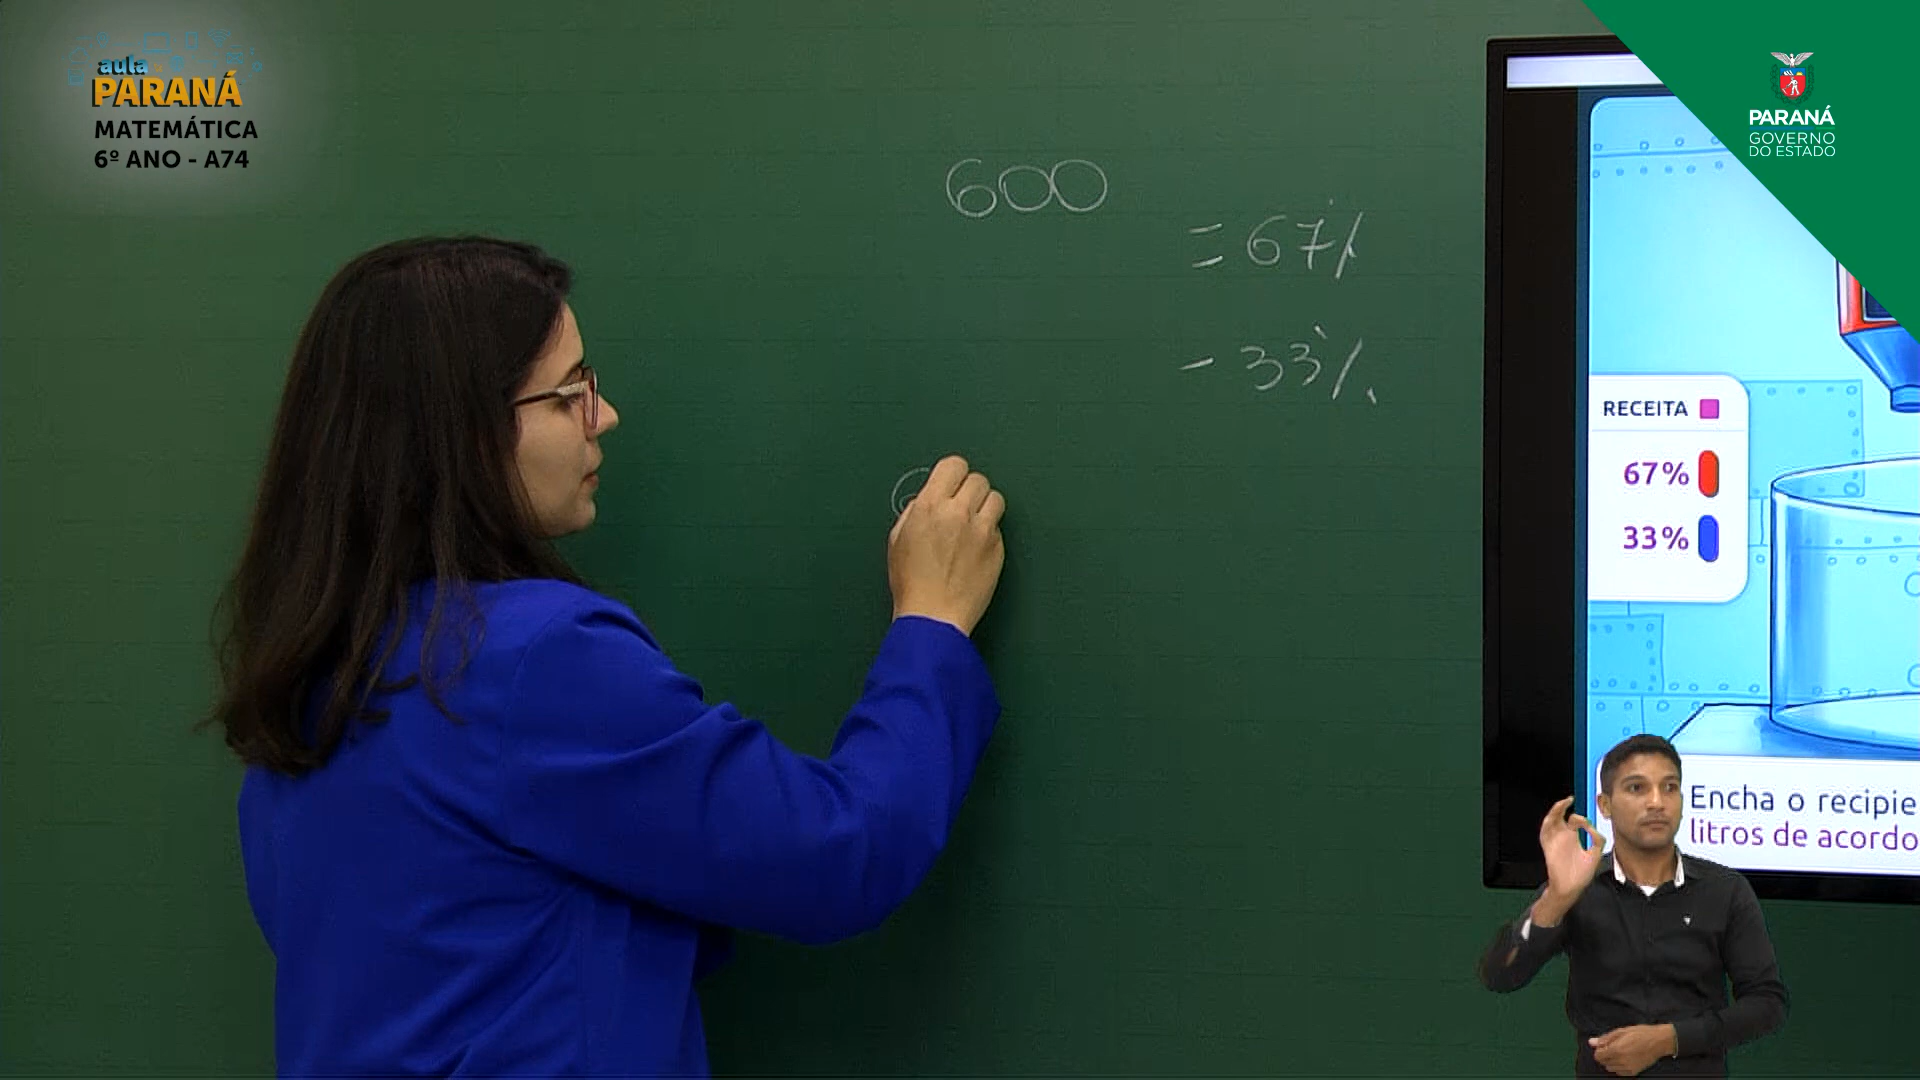 aula
PARANÁ
MATEMÁTICA
6º ANO - A74
600
= 67%
- 33%
6
PARANÁ
GOVERNO
DO ESTADO
RECEITA
67%
33%
Encha o recipie
litros de acordo